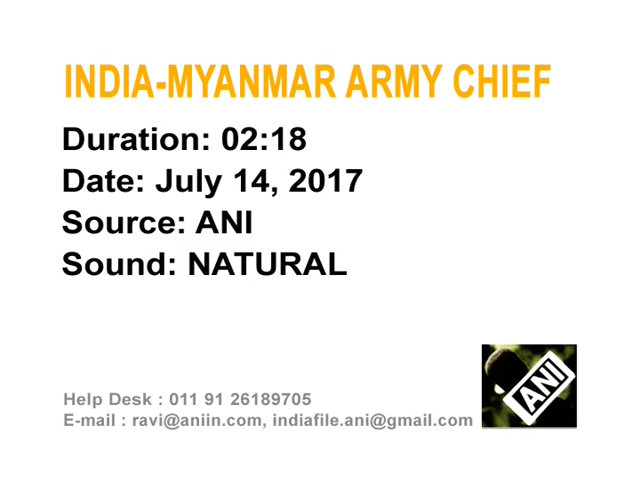 INDIA-MYANMAR ARMY CHIEF
Duration: 02:18
Date: July 14, 2017
Source: ANI
Sound: NATURAL
Help Desk : 011 91 26189705
E-mail : ravi@aniin.com, indiafile.ani@gmail.com
ANI